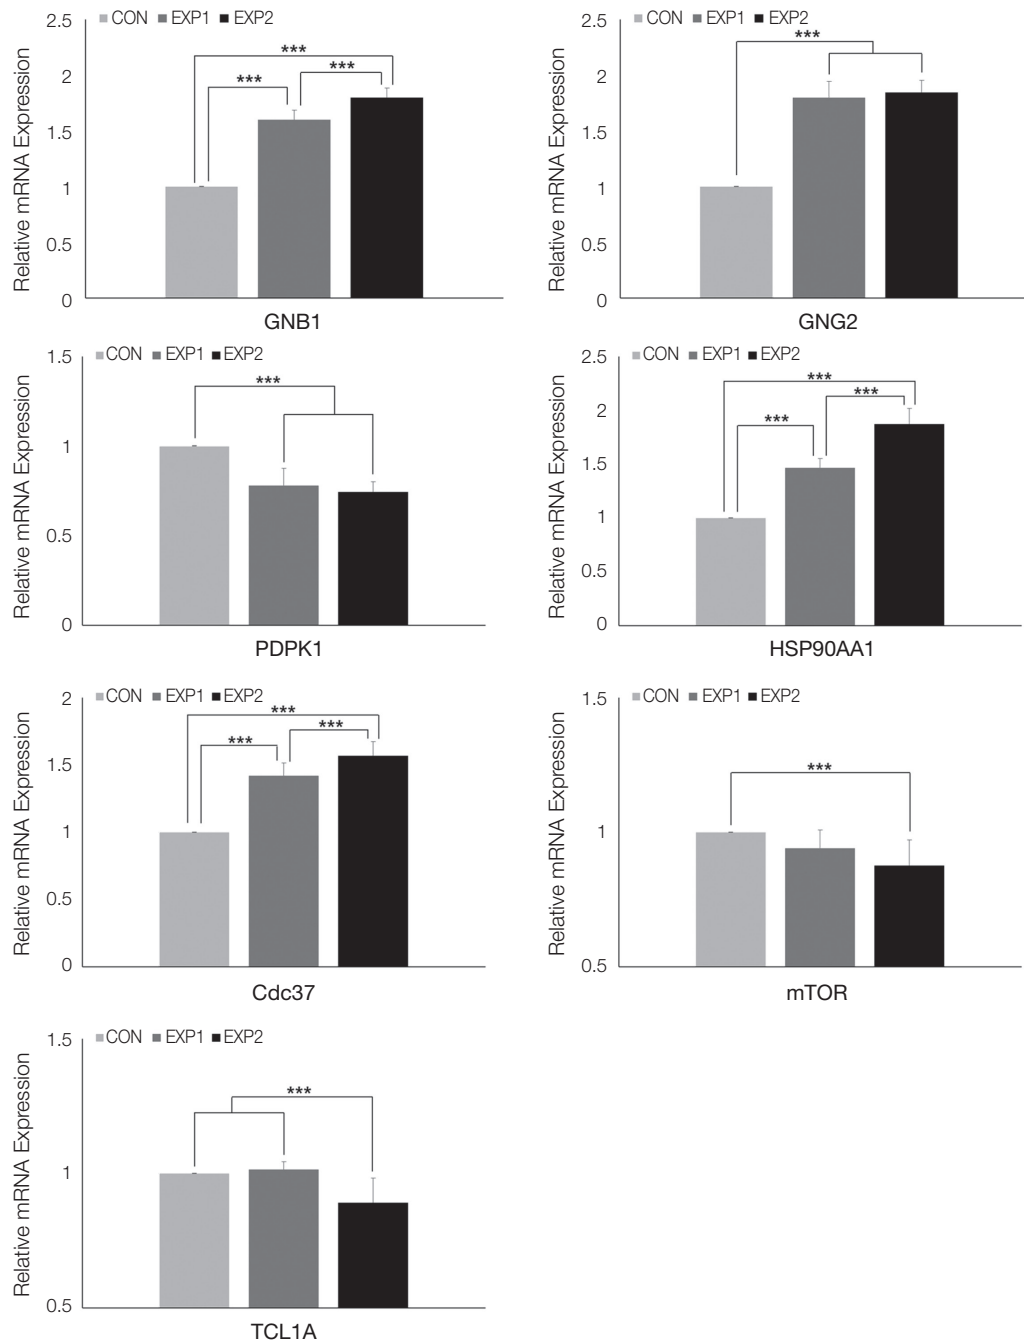 CON EXP1 EXP2
Relative mRNA Expression
2.5
2
1.5
1
0.5
0
***
***
***
GNB1
CON EXP1 EXP2
Relative mRNA Expression
2.5
2
1.5
1
0.5
0
***
GNG2
CON EXP1 EXP2
Relative mRNA Expression
1.5
1
0.5
0
***
PDPK1
CON EXP1 EXP2
Relative mRNA Expression
2.5
2
1.5
1
0.5
0
***
***
***
HSP90AA1
CON EXP1 EXP2
Relative mRNA Expression
2
1.5
1
0.5
0
***
***
***
Cdc37
CON EXP1 EXP2
Relative mRNA Expression
1.5
1
0.5
***
mTOR
CON EXP1 EXP2
Relative mRNA Expression
1.5
1
0.5
***
TCL1A